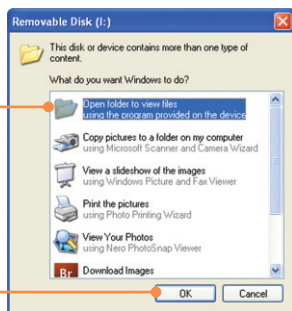 Removable Disk (I:)
This disk or device contains more than one type of
content.
What do you want Windows to do?
Open folder to view files
using the program provided on the device
Copy pictures to a folder on my computer
using Microsoft Scanner and Camera Wizard
View a slideshow of the images
using Windows Picture and Fax Viewer
Print the pictures
using Photo Printing Wizard
View Your Photos
using Nero PhotoSnap Viewer
Br Download Images
OK Cancel